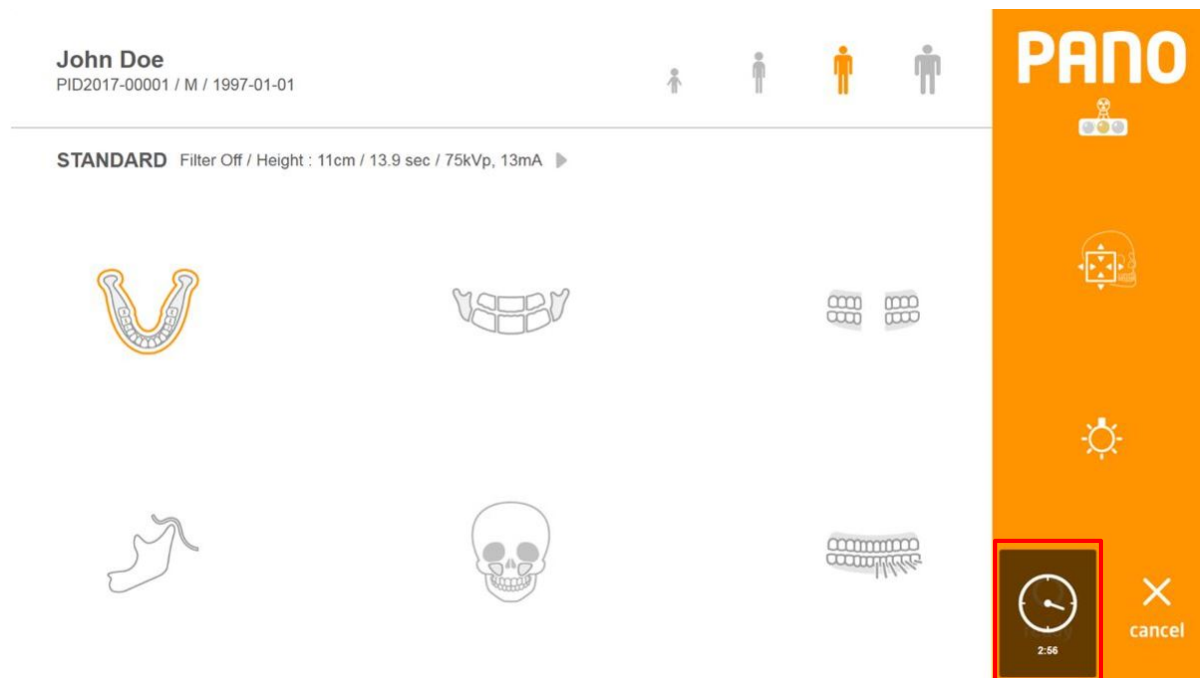 John Doe
PID2017-00001 / M / 1997-01-01
PANO
STANDARD Filter Off / Height : 11cm / 13.9 sec / 75kVp, 13mA
ready
2:56
cancel